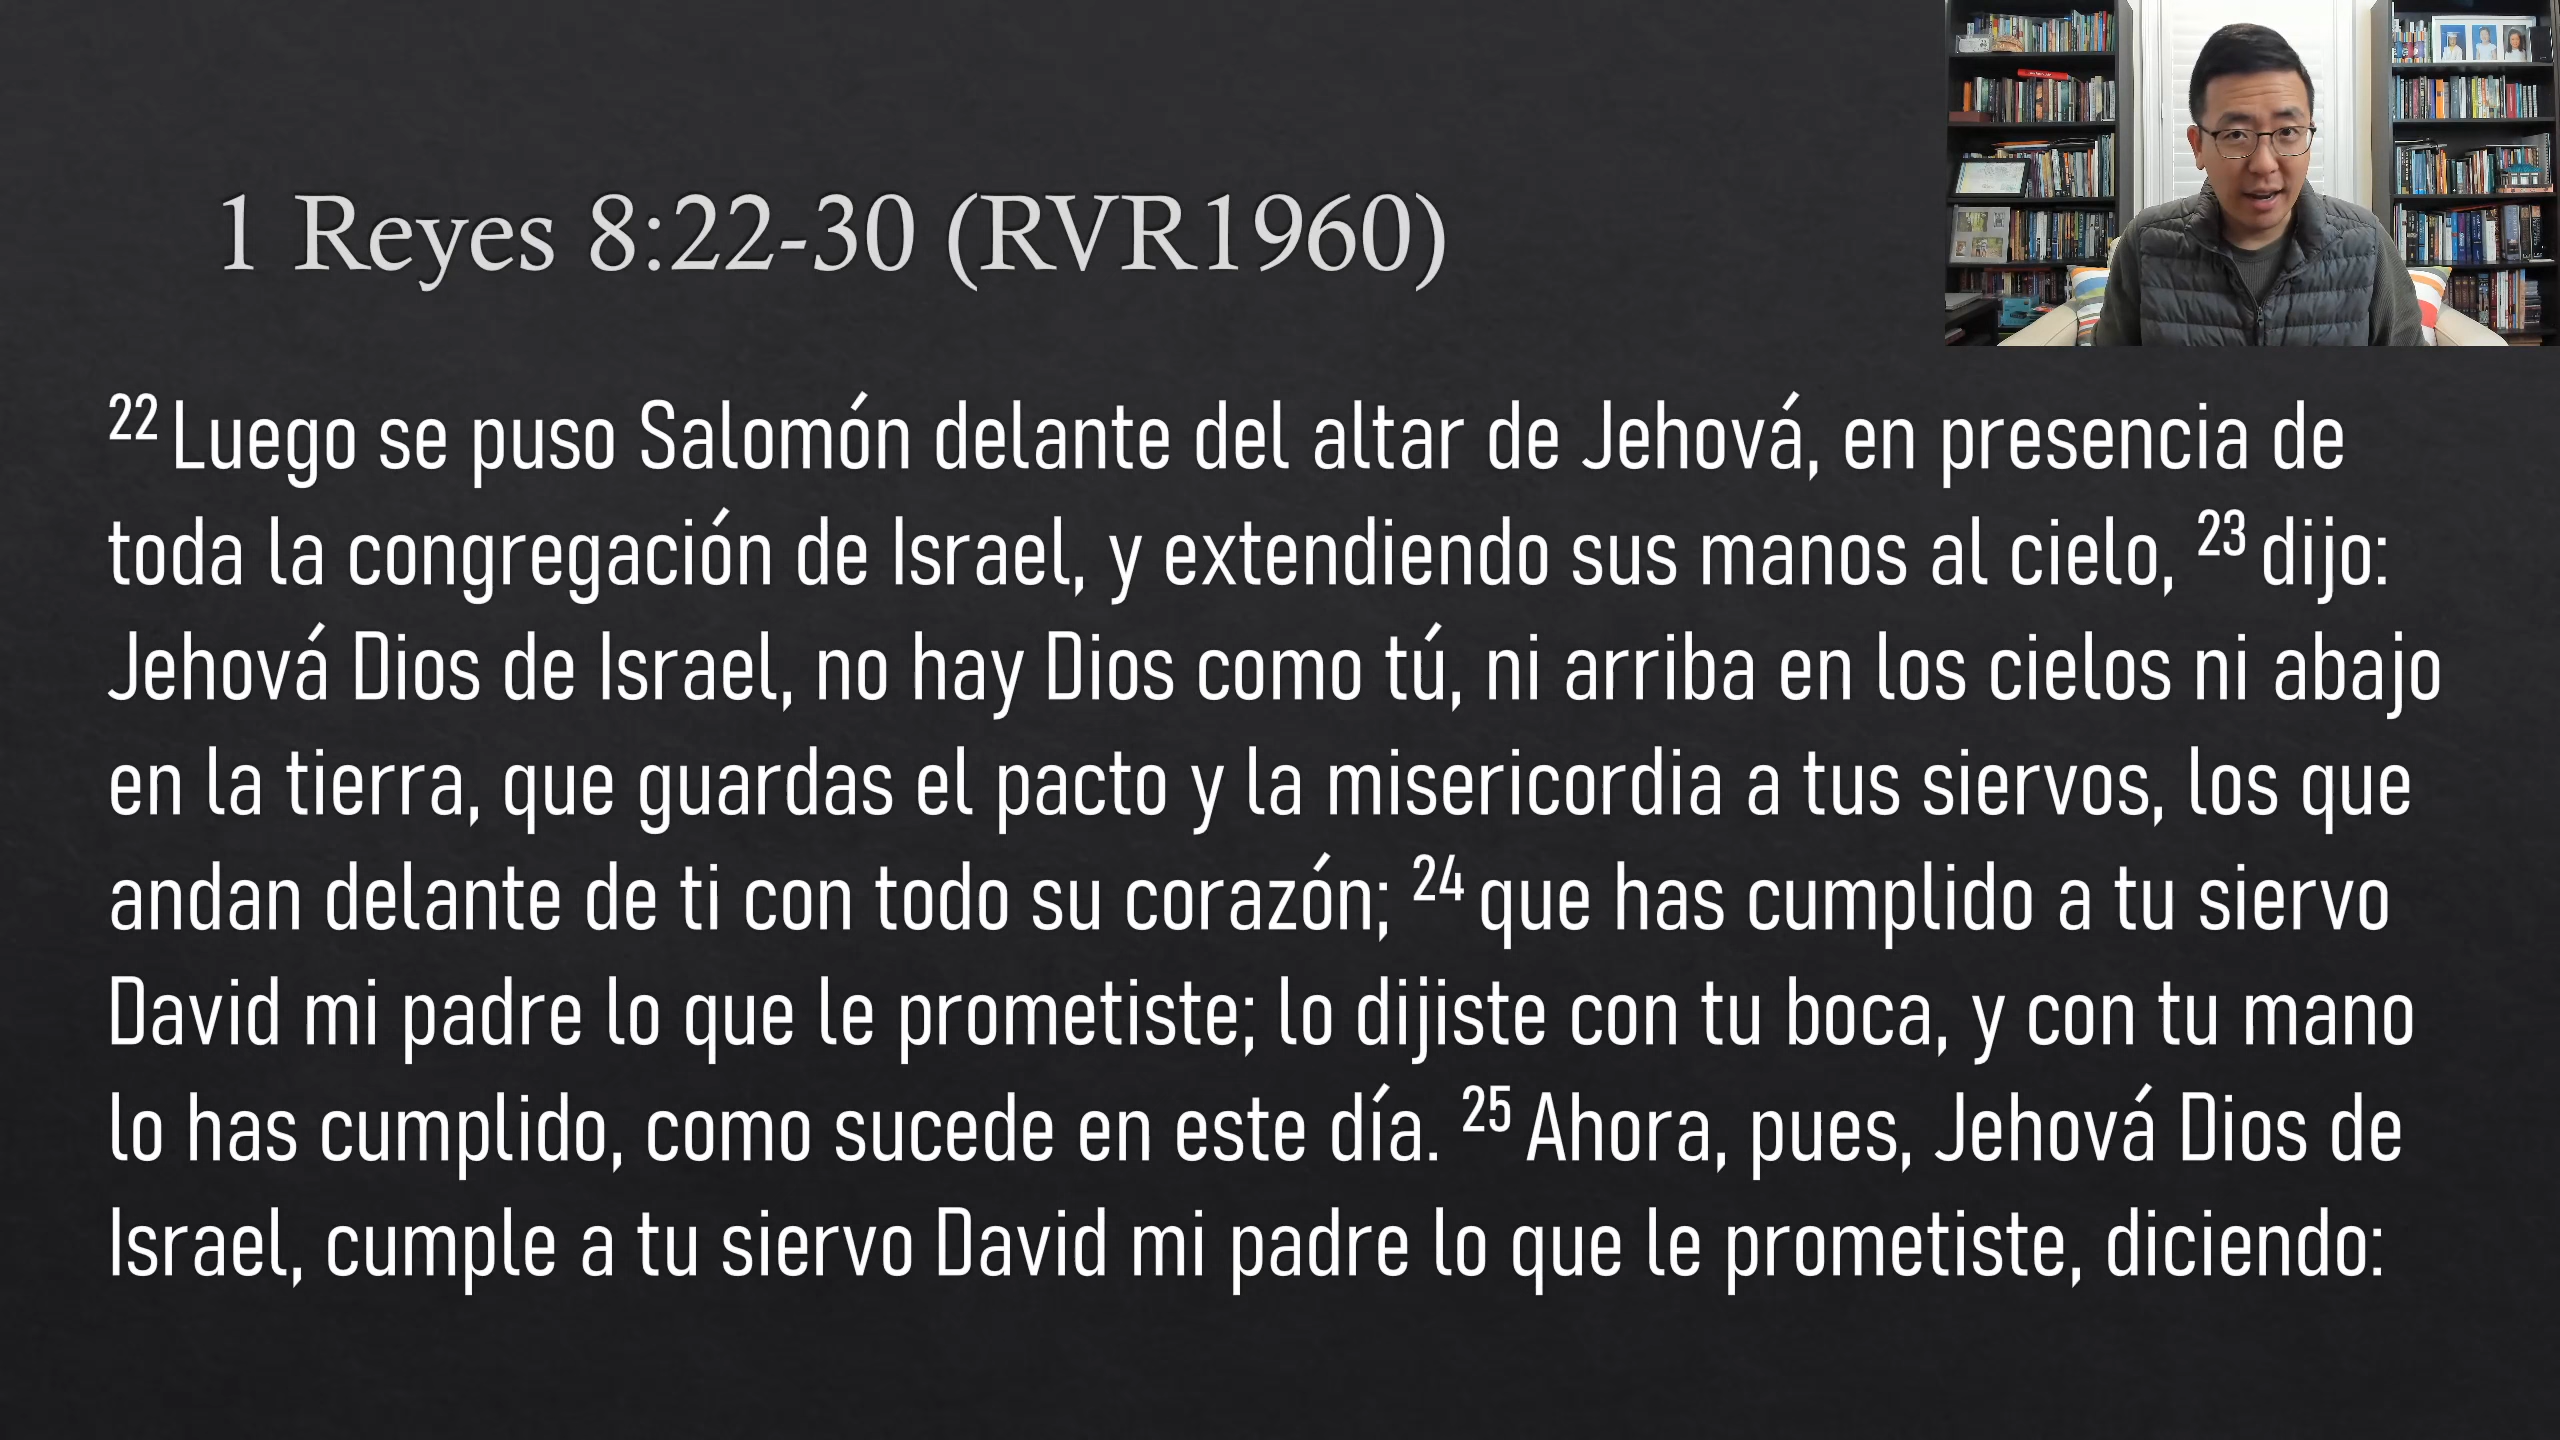 1 Reyes 8:22-30 (RVR1960)
22 Luego se puso Salomón delante del altar de Jehová, en presencia de
toda la congregación de Israel, y extendiendo sus manos al cielo, 23 dijo:
Jehová Dios de Israel, no hay Dios como tú, ni arriba en los cielos ni abajo
en la tierra, que guardas el pacto y la misericordia a tus siervos, los que
andan delante de ti con todo su corazón; 24 que has cumplido a tu siervo
David mi padre lo que le prometiste; lo dijiste con tu boca, y con tu mano
lo has cumplido, como sucede en este día. 25 Ahora, pues, Jehová Dios de
Israel, cumple a tu siervo David mi padre lo que le prometiste, diciendo: